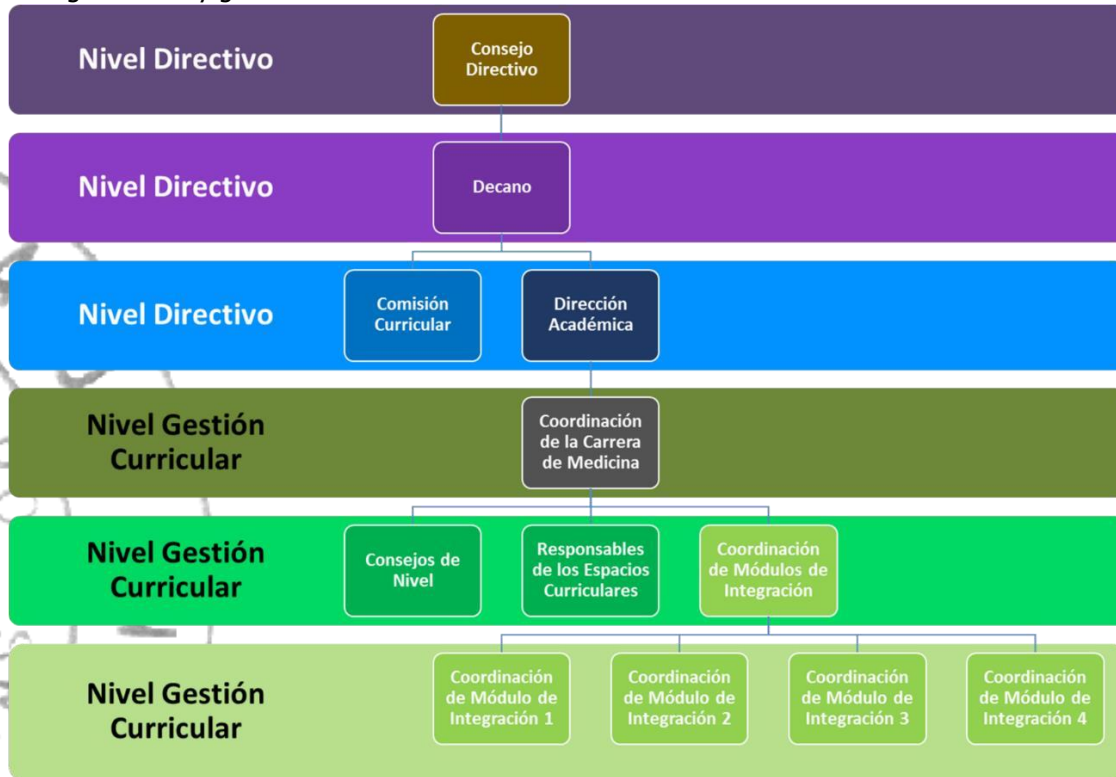 Nivel Directivo
Consejo
Directivo
Nivel Directivo
Decano
Nivel Directivo
Comisión
Curricular
Dirección
Académica
Nivel Gestión
Curricular
Coordinación
de la Carrera
de Medicina
Nivel Gestión
Curricular
Consejos de
Nivel
Responsables
de los Espacios
Curriculares
Coordinación
de Módulos de
Integración
Nivel Gestión
Curricular
Coordinación
de Módulo de
Integración 1
Coordinación
de Módulo de
Integración 2
Coordinación
de Módulo de
Integración 3
Coordinación
de Módulo de
Integración 4